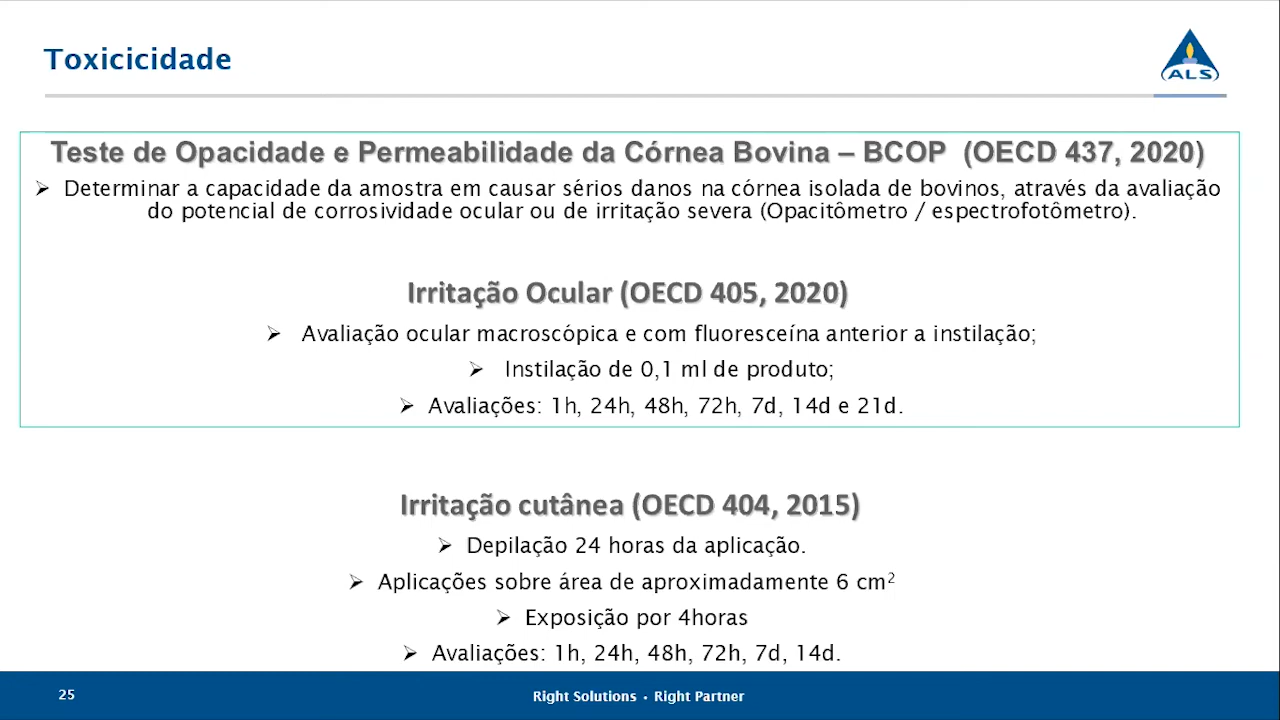 Toxicicidade
ALS
Teste de Opacidade e Permeabilidade da Córnea Bovina – BCOP (OECD 437, 2020)
➢ Determinar a capacidade da amostra em causar sérios danos na córnea isolada de bovinos, através da avaliação
do potencial de corrosividade ocular ou de irritação severa (Opacitômetro / espectrofotômetro).
Irritação Ocular (OECD 405, 2020)
➢ Avaliação ocular macroscópica e com fluoresceína anterior a instilação;
➢ Instilação de 0,1 ml de produto;
➢ Avaliações: 1h, 24h, 48h, 72h, 7d, 14d e 21d.
Irritação cutânea (OECD 404, 2015)
➢ Depilação 24 horas da aplicação.
➢ Aplicações sobre área de aproximadamente 6 cm²
➢ Exposição por 4horas
➢ Avaliações: 1h, 24h, 48h, 72h, 7d, 14d.
25
Right Solutions • Right Partner